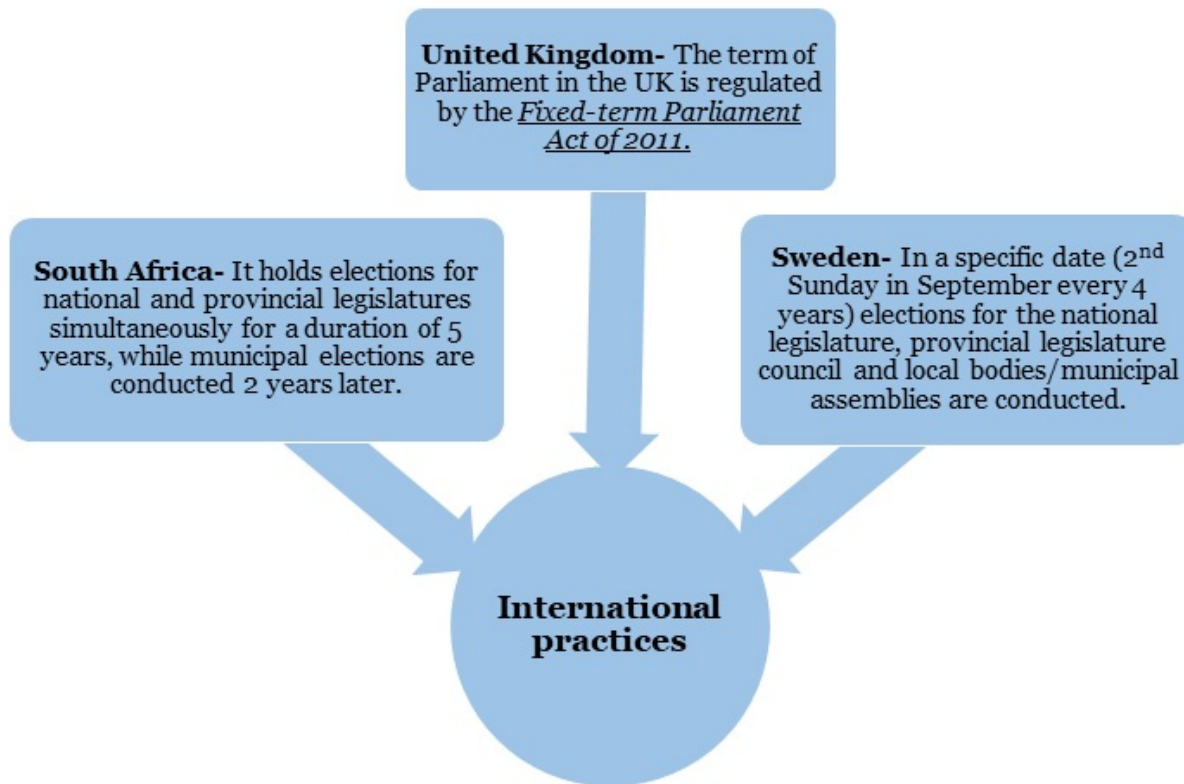 United Kingdom- The term of
Parliament in the UK is regulated
by the Fixed-term Parliament
Act of 2011.
South Africa- It holds elections for
national and provincial legislatures
simultaneously for a duration of 5
years, while municipal elections are
conducted 2 years later.
Sweden- In a specific date (2nd
Sunday in September every 4
years) elections for the national
legislature, provincial legislature
council and local bodies/municipal
assemblies are conducted.
International
practices